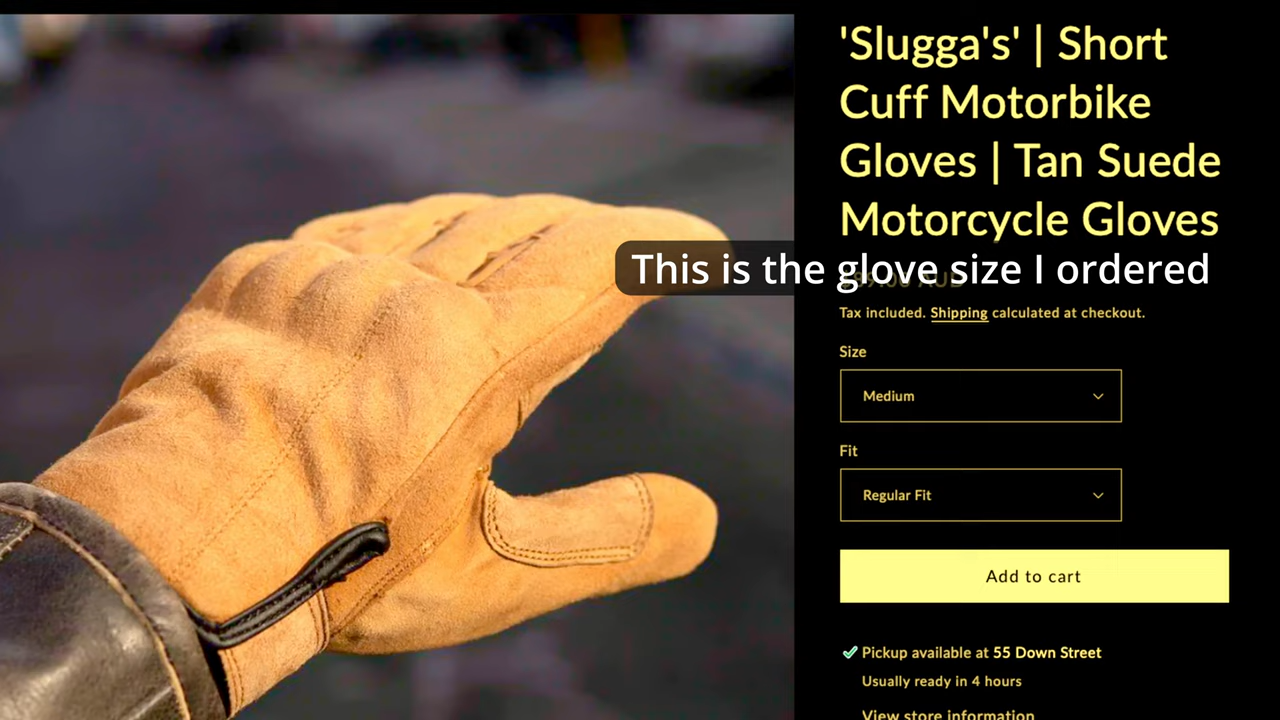 'Slugga's' | Short
Cuff Motorbike
Gloves | Tan Suede
Motorcycle Gloves
This is the glove size I ordered
Tax included. Shipping calculated at checkout.
Size
Medium
Fit
Regular Fit
Add to cart
Pickup available at 55 Down Street
Usually ready in 4 hours
View store information